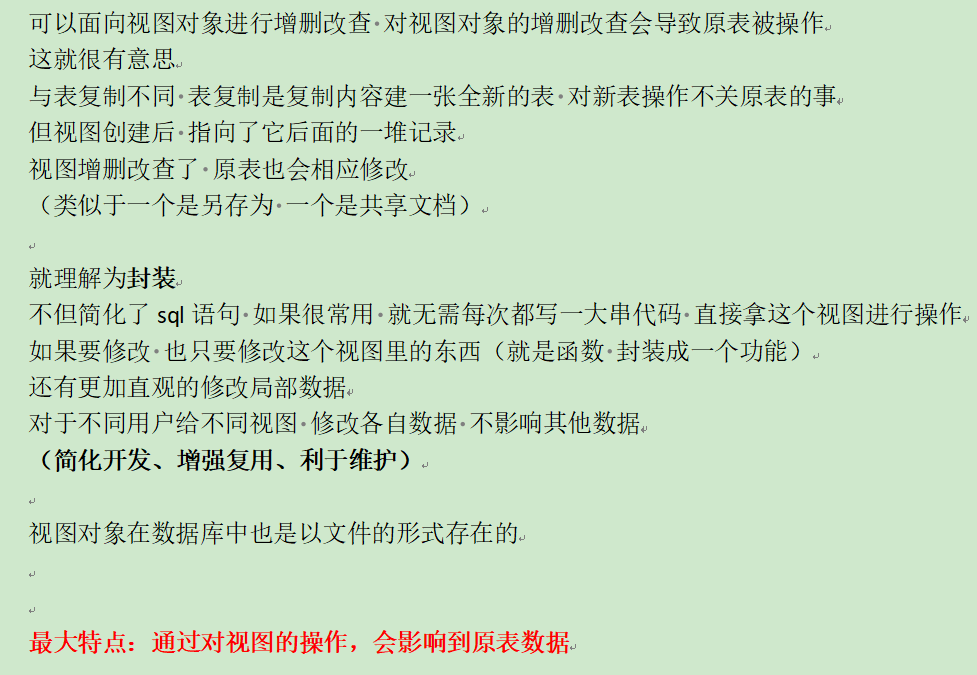 可以面向视图对象进行增删改查 对视图对象的增删改查会导致原表被操作
这就很有意思
与表复制不同 表复制是复制内容建一张全新的表 对新表操作不关原表的事
但视图创建后 指向了它后面的一堆记录
视图增删改查了 原表也会相应修改
（类似于一个是另存为 一个是共享文档）
就理解为封装
不但简化了 sql 语句 如果很常用 就无需每次都写一大串代码 直接拿这个视图进行操作
如果要修改 也只要修改这个视图里的东西（就是函数 封装成一个功能）
还有更加直观的修改局部数据
对于不同用户给不同视图 修改各自数据 不影响其他数据
（简化开发、增强复用、利于维护）
视图对象在数据库中也是以文件的形式存在的
最大特点：通过对视图的操作，会影响到原表数据